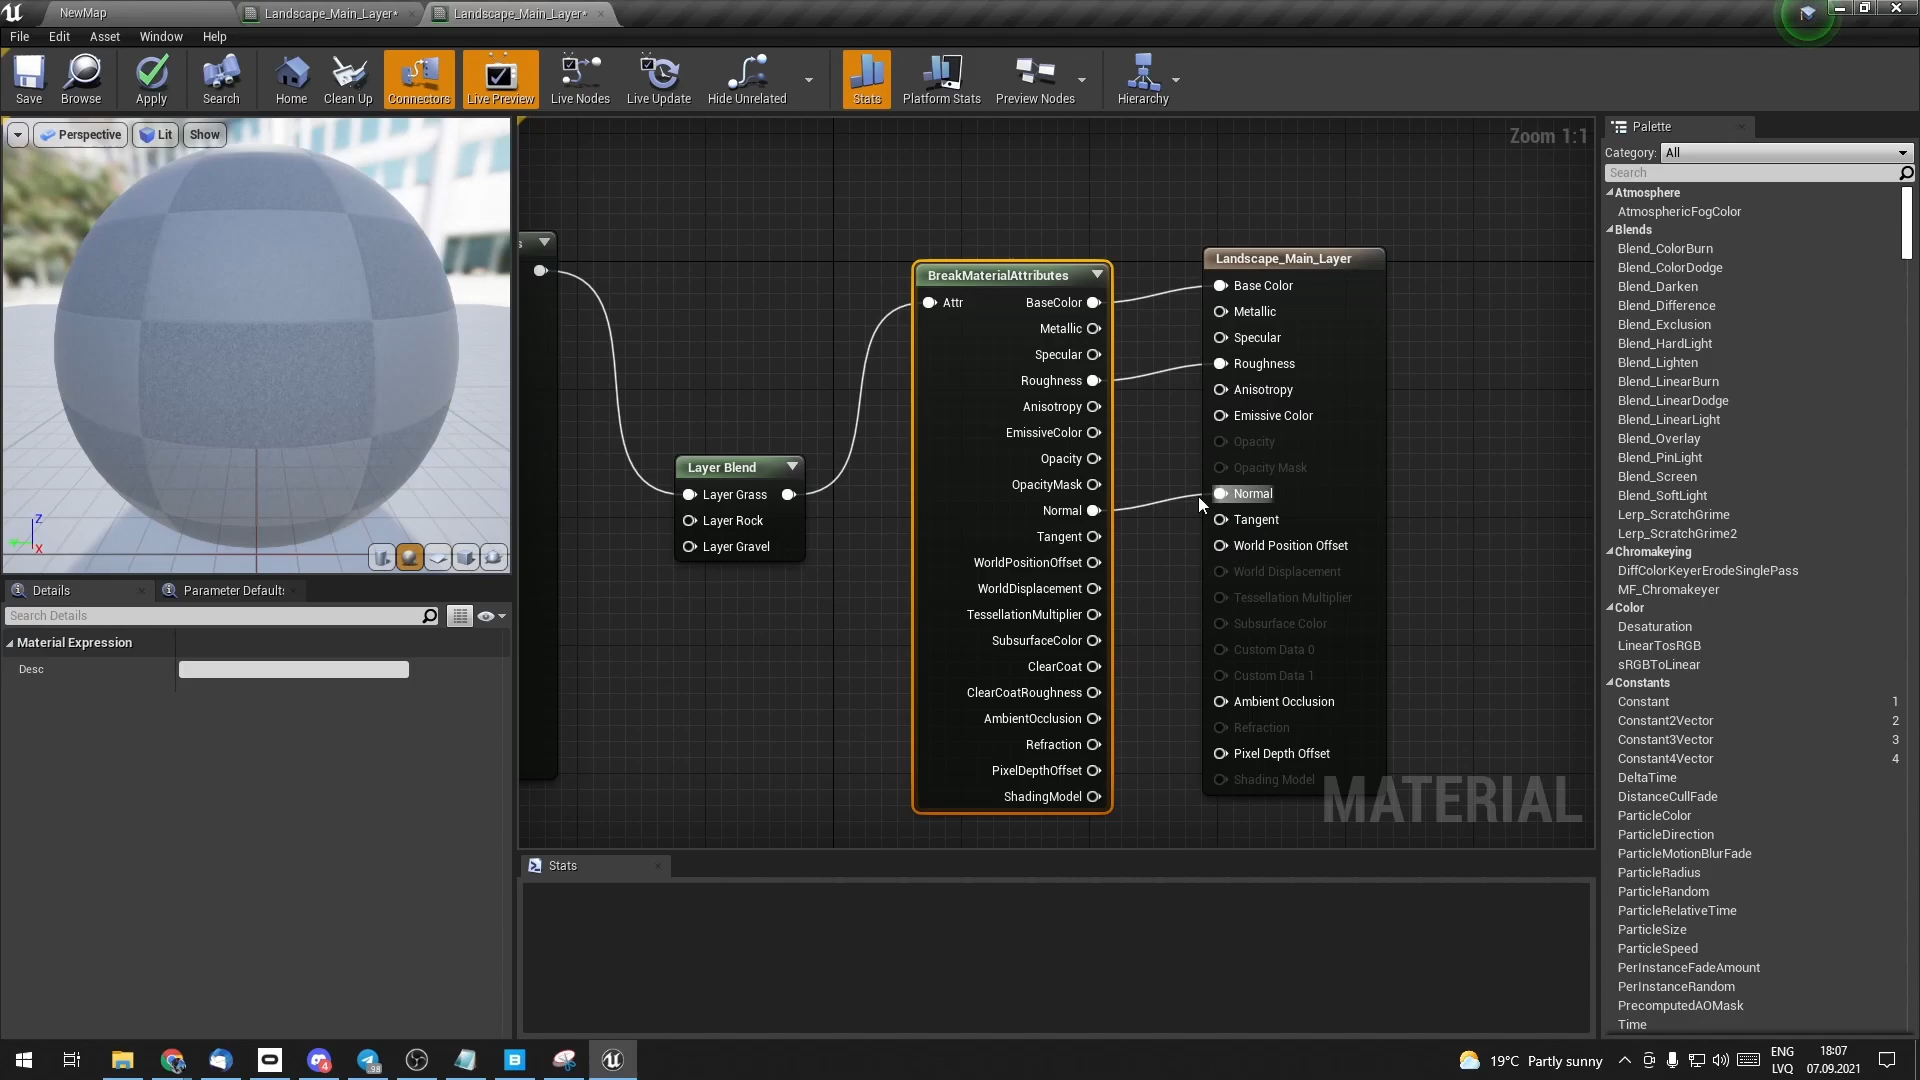 NewMap
Landscape_Main_Layer*
Landscape_Main_Layer*
File
Edit
Asset
Window
Help
Save
Browse
Apply
Search
Home
Clean Up
Connectors
Live Preview
Live Nodes
Live Update
Hide Unrelated
Stats
Platform Stats
Preview Nodes
Hierarchy
Perspective
Lit
Show
Z
X
Details
Parameter Default
Search Details
Material Expression
Desc
Zoom 1:1
s
Layer Blend
Layer Grass
Layer Rock
Layer Gravel
BreakMaterialAttributes
Attr
BaseColor
Metallic
Specular
Roughness
Anisotropy
EmissiveColor
Opacity
OpacityMask
Normal
Tangent
WorldPositionOffset
WorldDisplacement
TessellationMultiplier
SubsurfaceColor
ClearCoat
ClearCoatRoughness
AmbientOcclusion
Refraction
PixelDepthOffset
ShadingModel
Landscape_Main_Layer
Base Color
Metallic
Specular
Roughness
Anisotropy
Emissive Color
Opacity
Opacity Mask
Normal
Tangent
World Position Offset
World Displacement
Tessellation Multiplier
Subsurface Color
Custom Data 0
Custom Data 1
Ambient Occlusion
Refraction
Pixel Depth Offset
Shading Model
MATERIAL
Stats
Palette
Category: All
Search
Atmosphere
AtmosphericFogColor
Blends
Blend_ColorBurn
Blend_ColorDodge
Blend_Darken
Blend_Difference
Blend_Exclusion
Blend_HardLight
Blend_Lighten
Blend_LinearBurn
Blend_LinearDodge
Blend_LinearLight
Blend_Overlay
Blend_PinLight
Blend_Screen
Blend_SoftLight
Lerp_ScratchGrime
Lerp_ScratchGrime2
Chromakeying
DiffColorKeyerErodeSinglePass
MF_Chromakeyer
Color
Desaturation
LinearTosRGB
sRGBToLinear
Constants
Constant 1
Constant2Vector 2
Constant3Vector 3
Constant4Vector 4
DeltaTime
DistanceCullFade
ParticleColor
ParticleDirection
ParticleMotionBlurFade
ParticleRadius
ParticleRandom
ParticleRelativeTime
ParticleSize
ParticleSpeed
PerInstanceFadeAmount
PerInstanceRandom
PrecomputedAOMask
Time
98
19°C Partly sunny
ENG
LVQ
18:07
07.09.2021